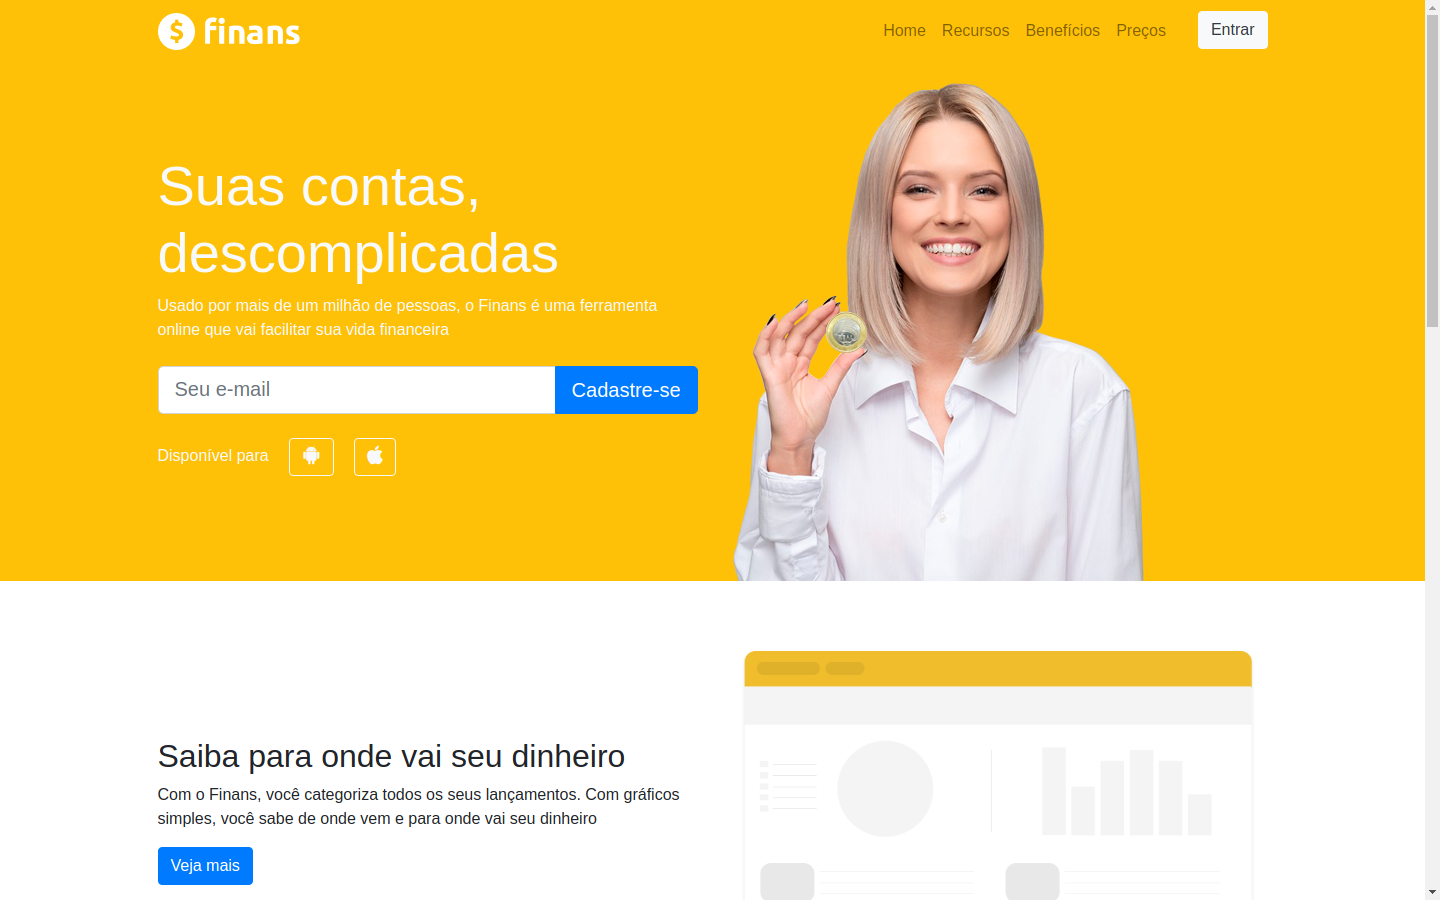 finans
Home Recursos Benefícios Preços Entrar
Suas contas,
descomplicadas
Usado por mais de um milhão de pessoas, o Finans é uma ferramenta
online que vai facilitar sua vida financeira
Seu e-mail Cadastre-se
Disponível para
Saiba para onde vai seu dinheiro
Com o Finans, você categoriza todos os seus lançamentos. Com gráficos
simples, você sabe de onde vem e para onde vai seu dinheiro
Veja mais